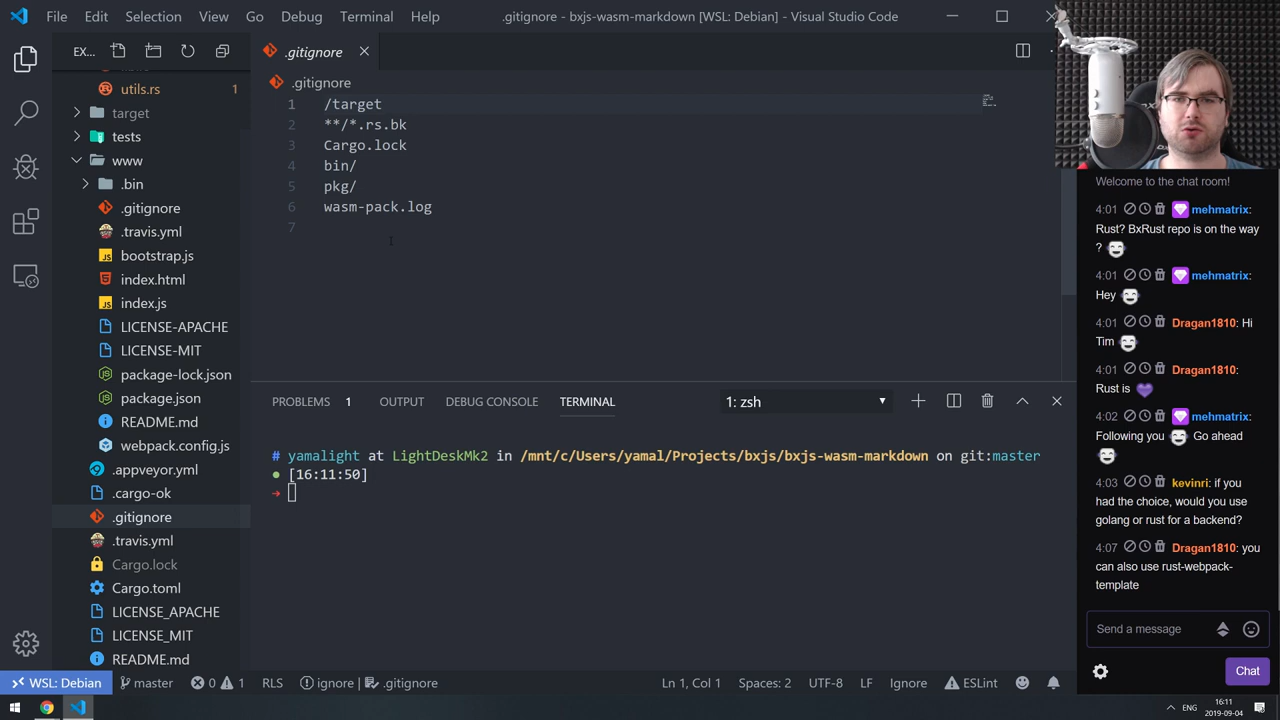 File Edit Selection View Go Debug Terminal Help
.gitignore - bxjs-wasm-markdown [WSL: Debian] - Visual Studio Code
EX...
utils.rs 1
target
tests
www
.bin
.gitignore
.travis.yml
bootstrap.js
index.html
index.js
LICENSE-APACHE
LICENSE-MIT
package-lock.json
package.json
README.md
webpack.config.js
.appveyor.yml
.cargo-ok
.gitignore
.travis.yml
Cargo.lock
Cargo.toml
LICENSE_APACHE
LICENSE_MIT
README.md
.gitignore
.gitignore
1 /target
2 **/*.rs.bk
3 Cargo.lock
4 bin/
5 pkg/
6 wasm-pack.log
7
PROBLEMS 1 OUTPUT DEBUG CONSOLE TERMINAL 1: zsh
# yamalight at LightDeskMk2 in /mnt/c/Users/yamal/Projects/bxjs/bxjs-wasm-markdown on git:master
[16:11:50]
Welcome to the chat room!
4:01 mehmatrix:
Rust? BxRust repo is on the way
?
4:01 mehmatrix:
Hey
4:01 Dragan1810: Hi
Tim
4:01 Dragan1810:
Rust is
4:02 mehmatrix:
Following you Go ahead
4:03 kevinri: if you
had the choice, would you use
golang or rust for a backend?
4:07 Dragan1810: you
can also use rust-webpack-
template
Send a message
Chat
WSL: Debian master 0 1 RLS ignore | .gitignore Ln 1, Col 1 Spaces: 2 UTF-8 LF Ignore ESLint
ENG 16:11
2019-09-04